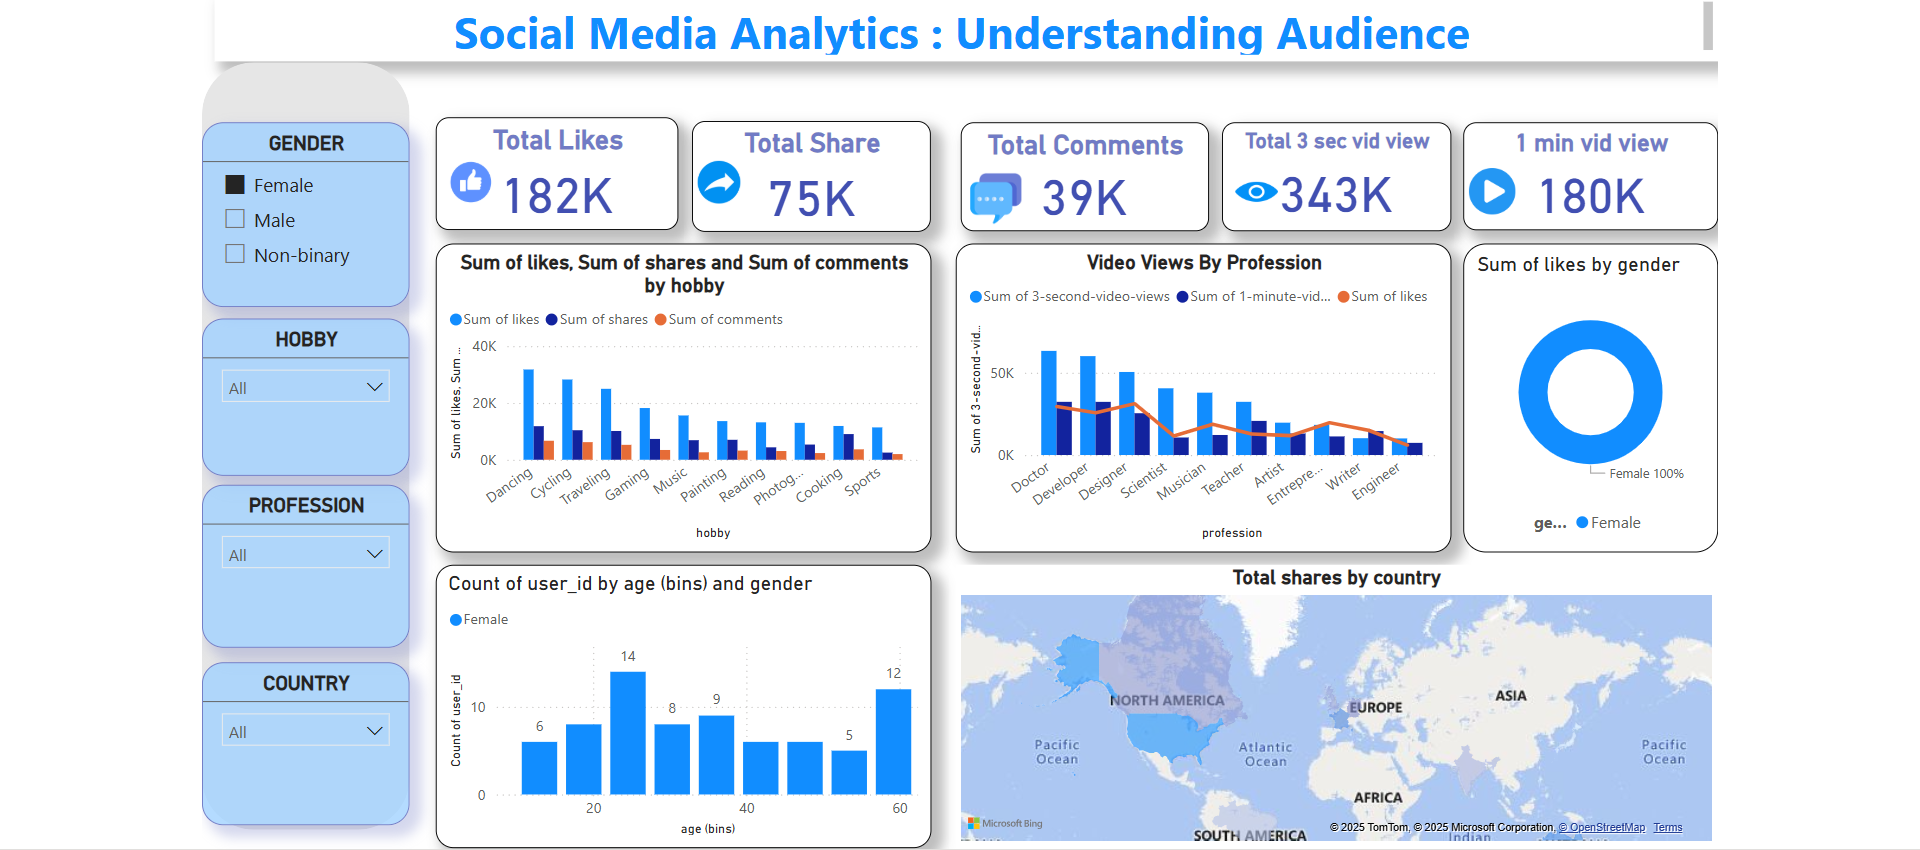 Social Media Analytics : Understanding Audience
GENDER
Female
Male
Non-binary
HOBBY
All
PROFESSION
All
COUNTRY
All
Total Likes
182K
Total Share
75K
Total Comments
39K
Total 3 sec vid view
343K
1 min vid view
180K
Sum of likes, Sum of shares and Sum of comments
by hobby
Sum of likes Sum of shares Sum of comments
Sum of likes, Sum ...
40K
20K
0K
Dancing
Cycling
Traveling
Gaming
Music
Painting
Reading
Photog...
Cooking
Sports
hobby
Video Views By Profession
Sum of 3-second-video-views Sum of 1-minute-vid... Sum of likes
Sum of 3-second-vid...
50K
0K
Doctor
Developer
Designer
Scientist
Musician
Teacher
Artist
Entrepre...
Writer
Engineer
profession
Sum of likes by gender
Female 100%
ge... Female
Count of user_id by age (bins) and gender
Female
Count of user_id
10
0
6
14
8
9
5
12
20
40
60
age (bins)
Total shares by country
NORTH AMERICA
EUROPE
ASIA
Pacific
Ocean
Atlantic
Ocean
Pacific
Ocean
AFRICA
SOUTH AMERICA
Indian
Microsoft Bing
© 2025 TomTom, © 2025 Microsoft Corporation, © OpenStreetMap Terms